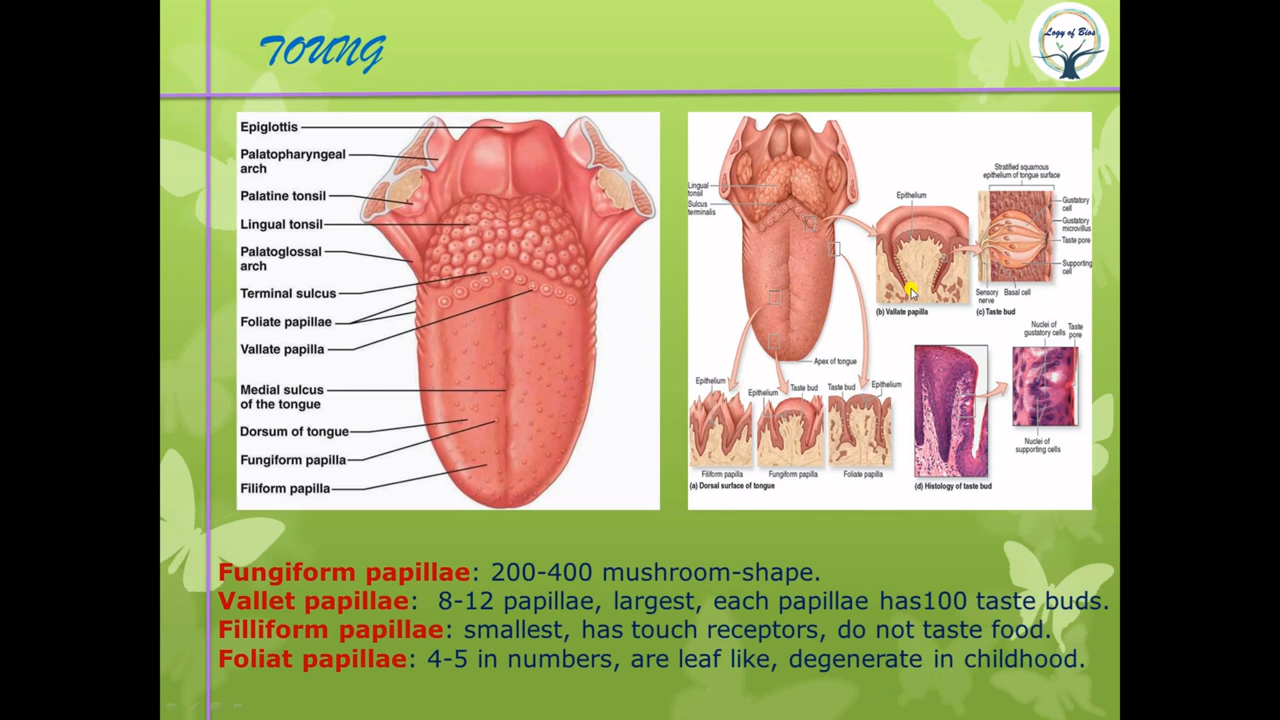 TOUNG
Logy of Bios
Epiglottis
Palatopharyngeal
arch
Palatine tonsil
Lingual tonsil
Palatoglossal
arch
Terminal sulcus
Foliate papillae
Vallate papilla
Medial sulcus
of the tongue
Dorsum of tongue
Fungiform papilla
Filiform papilla
Lingual
tonsil
Sulcus
terminalis
Epithelium
Stratified squamous
epithelium of tongue surface
Gustatory
cell
Gustatory
microvillus
Taste pore
Supporting
cell
Sensory
nerve
Basal cell
(b) Vallate papilla
(c) Taste bud
Apex of tongue
Epithelium
Epithelium
Taste bud
Taste bud
Epithelium
Filiform papilla
Fungiform papilla
Foliate papilla
(a) Dorsal surface of tongue
Nuclei of
gustatory cells
Taste
pore
Nuclei of
supporting cells
(d) Histology of taste bud
Fungiform papillae: 200-400 mushroom-shape.
Vallet papillae: 8-12 papillae, largest, each papillae has100 taste buds.
Filliform papillae: smallest, has touch receptors, do not taste food.
Foliat papillae: 4-5 in numbers, are leaf like, degenerate in childhood.